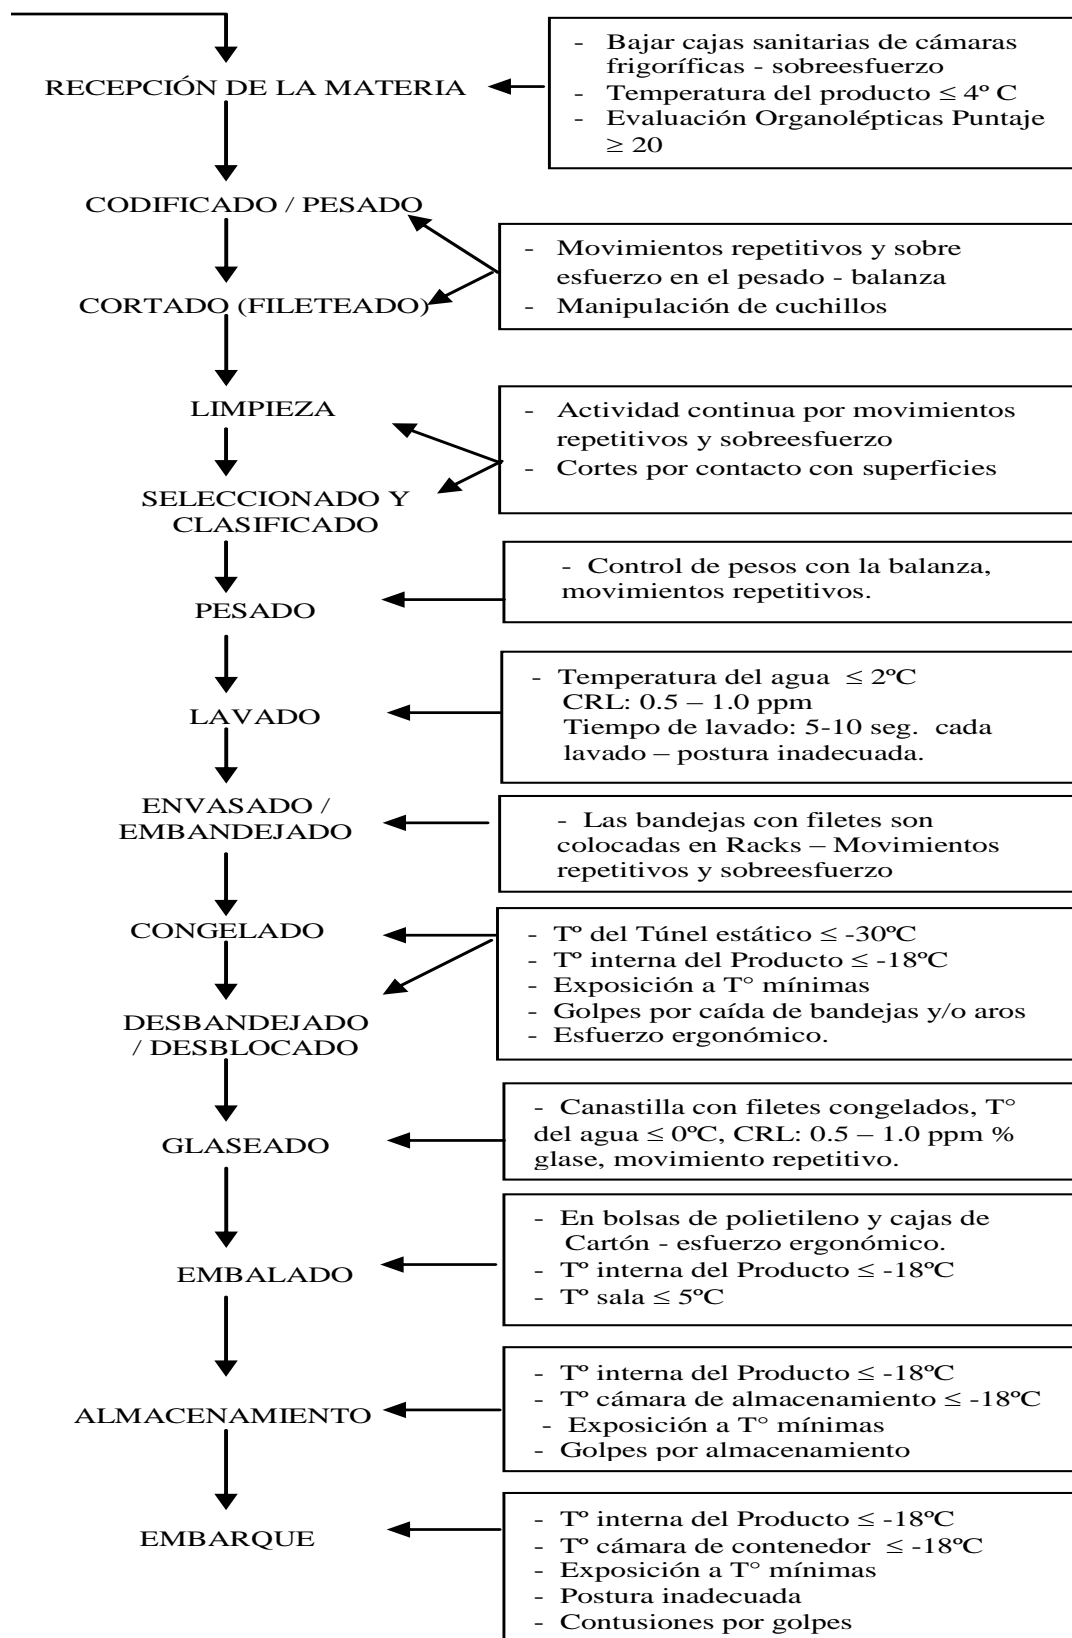 - Bajar cajas sanitarias de cámaras
frigoríficas - sobreesfuerzo
- Temperatura del producto ≤ 4º C
- Evaluación Organolépticas Puntaje
≥ 20
RECEPCIÓN DE LA MATERIA
CODIFICADO / PESADO
- Movimientos repetitivos y sobre
esfuerzo en el pesado - balanza
- Manipulación de cuchillos
CORTADO (FILETEADO)
LIMPIEZA
- Actividad continua por movimientos
repetitivos y sobreesfuerzo
- Cortes por contacto con superficies
SELECCIONADO Y
CLASIFICADO
- Control de pesos con la balanza,
movimientos repetitivos.
PESADO
- Temperatura del agua ≤ 2ºC
CRL: 0.5 – 1.0 ppm
Tiempo de lavado: 5-10 seg. cada
lavado – postura inadecuada.
LAVADO
ENVASADO /
EMBANDEJADO
- Las bandejas con filetes son
colocadas en Racks – Movimientos
repetitivos y sobreesfuerzo
CONGELADO
- Tº del Túnel estático ≤ -30ºC
- Tº interna del Producto ≤ -18ºC
- Exposición a T° mínimas
- Golpes por caída de bandejas y/o aros
- Esfuerzo ergonómico.
DESBANDEJADO
/ DESBLOCADO
- Canastilla con filetes congelados, T°
del agua ≤ 0ºC, CRL: 0.5 – 1.0 ppm %
glase, movimiento repetitivo.
GLASEADO
- En bolsas de polietileno y cajas de
Cartón - esfuerzo ergonómico.
- Tº interna del Producto ≤ -18ºC
- Tº sala ≤ 5ºC
EMBALADO
- Tº interna del Producto ≤ -18ºC
- Tº cámara de almacenamiento ≤ -18ºC
- Exposición a T° mínimas
- Golpes por almacenamiento
ALMACENAMIENTO
- Tº interna del Producto ≤ -18ºC
- Tº cámara de contenedor ≤ -18ºC
- Exposición a T° mínimas
- Postura inadecuada
- Contusiones por golpes
EMBARQUE